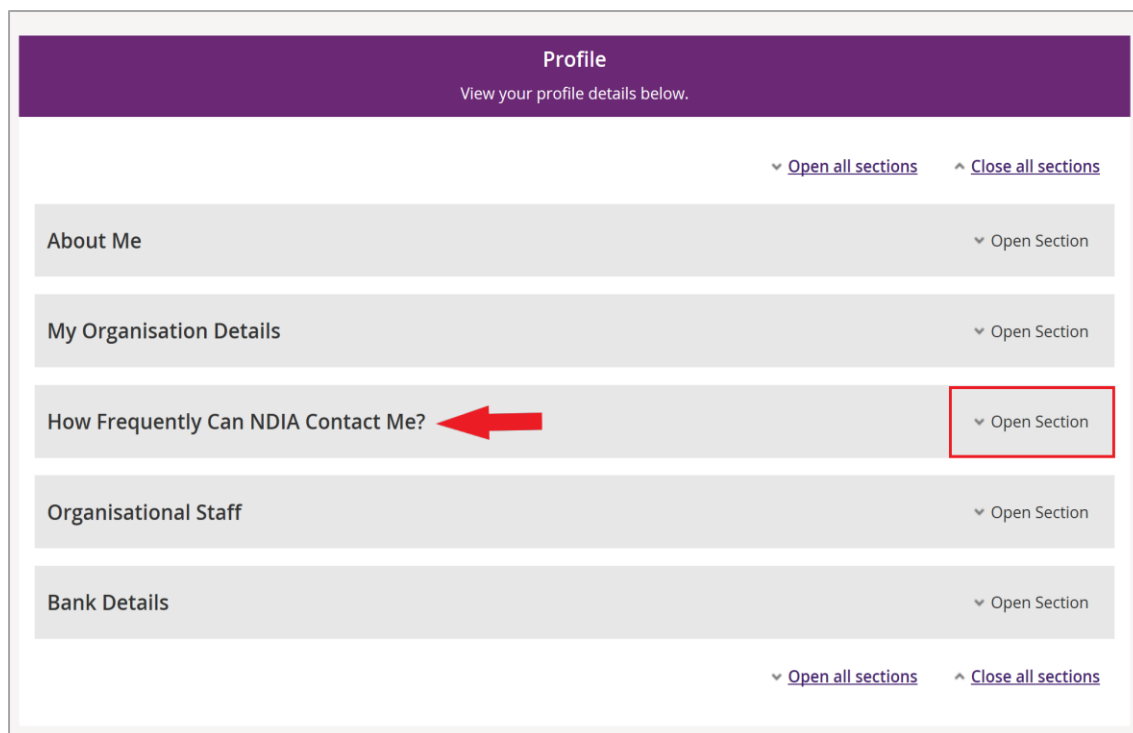 Profile
View your profile details below.
Open all sections Close all sections
About Me Open Section
My Organisation Details Open Section
How Frequently Can NDIA Contact Me? Open Section
Organisational Staff Open Section
Bank Details Open Section
Open all sections Close all sections